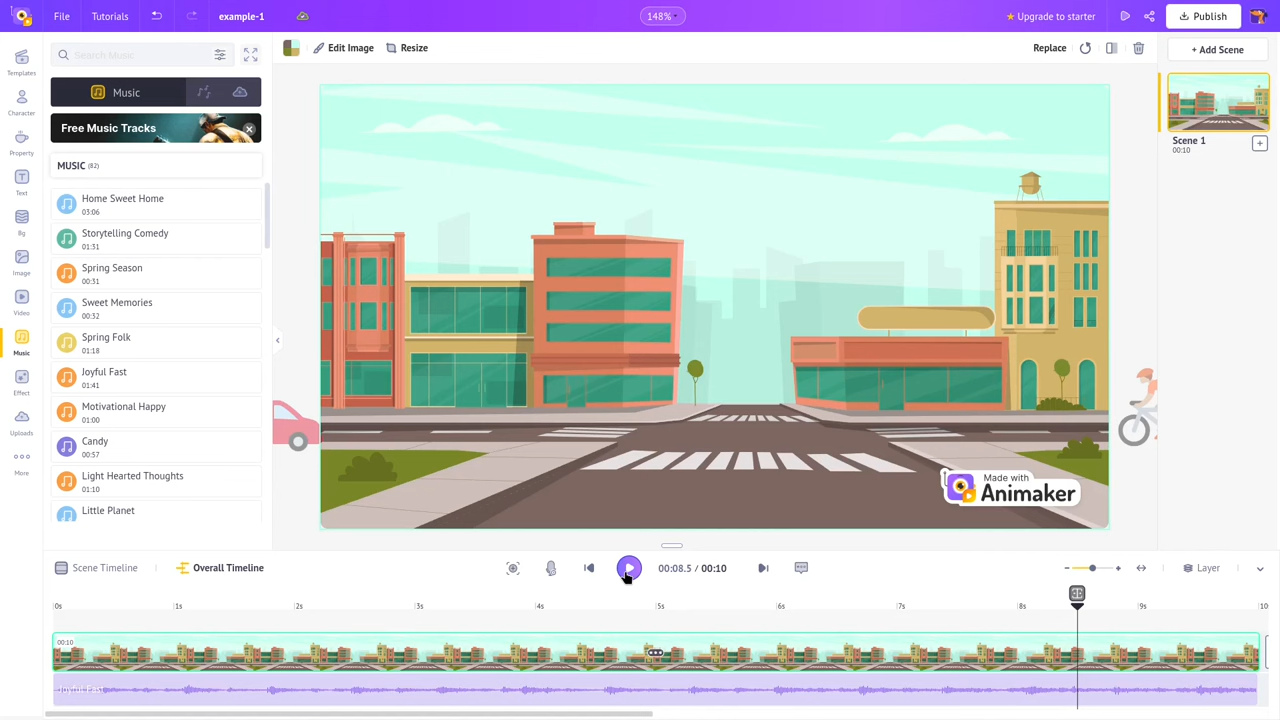 File Tutorials example-1 148% Upgrade to starter Publish
Templates
Character
Property
Text
Bg
Image
Video
Music
Effect
Uploads
More
Search Music
Music
Free Music Tracks
MUSIC (82)
Home Sweet Home
03:06
Storytelling Comedy
01:31
Spring Season
00:31
Sweet Memories
00:32
Spring Folk
01:18
Joyful Fast
01:41
Motivational Happy
01:00
Candy
00:57
Light Hearted Thoughts
01:10
Little Planet
Edit Image Resize Replace
Made with
Animaker
+ Add Scene
Scene 1
00:10
Scene Timeline Overall Timeline 00:08.5 / 00:10 Layer
0s 1s 2s 3s 4s 5s 6s 7s 8s 9s 10
00:10
Joyful Fast